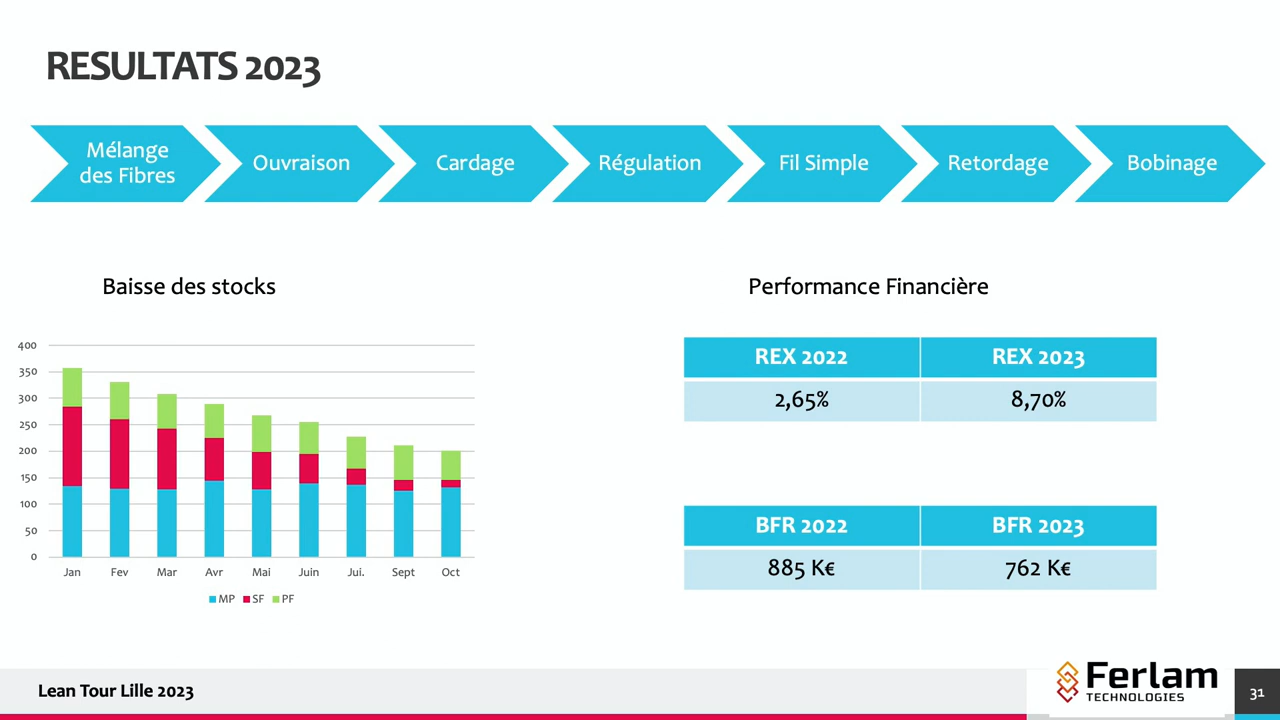 RESULTATS 2023
Mélange
des Fibres
Ouvraison
Cardage
Régulation
Fil Simple
Retordage
Bobinage
Baisse des stocks
400
350
300
250
200
150
100
50
0
Jan Fev Mar Avr Mai Juin Jui. Sept Oct
MP SF PF
Performance Financière
REX 2022 REX 2023
2,65% 8,70%
BFR 2022 BFR 2023
885 K€ 762 K€
Lean Tour Lille 2023
Ferlam
TECHNOLOGIES
31